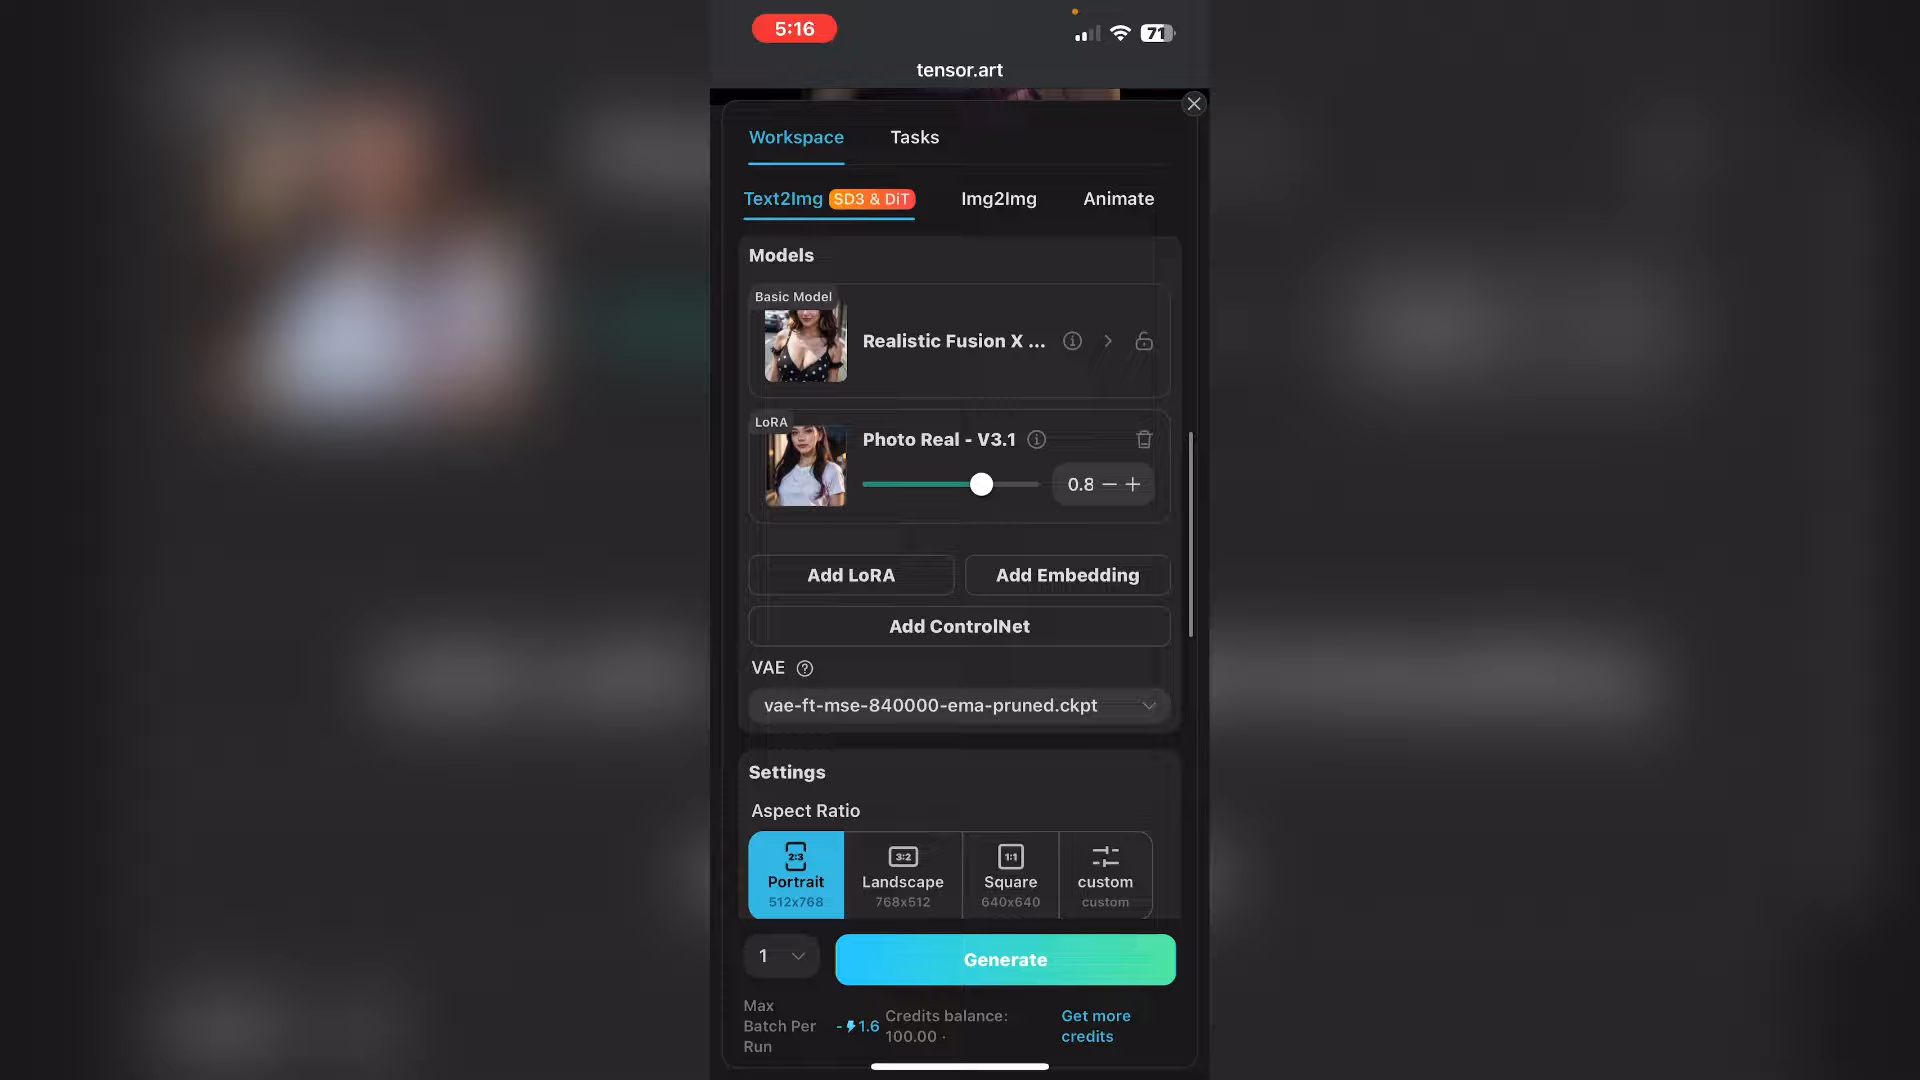 5:16
71
tensor.art
Workspace Tasks
Text2Img SD3 & DiT Img2Img Animate
Models
Basic Model
Realistic Fusion X ...
LoRA
Photo Real - V3.1
0.8
Add LoRA Add Embedding
Add ControlNet
VAE
vae-ft-mse-840000-ema-pruned.ckpt
Settings
Aspect Ratio
2:3 3:2 1:1
Portrait Landscape Square custom
512x768 768x512 640x640 custom
1 Generate
Max Batch Per Run
-1.6
Credits balance: 100.00 ·
Get more credits